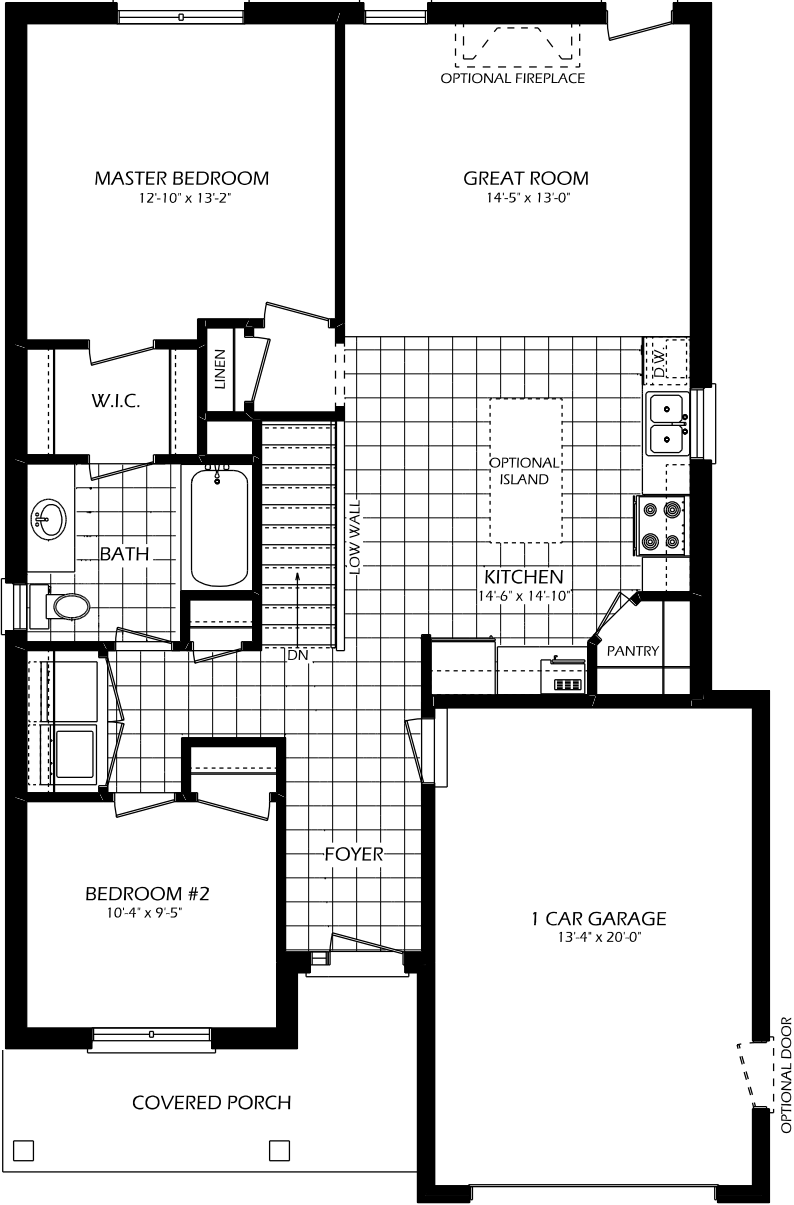 OPTIONAL FIREPLACE
MASTER BEDROOM
12'-10" x 13'-2"
GREAT ROOM
14'-5" x 13'-0"
LINEN
D.W.
W.I.C.
OPTIONAL
ISLAND
LOW WALL
BATH
KITCHEN
14'-6" x 14'-10"
DN
PANTRY
FOYER
BEDROOM #2
10'-4" x 9'-5"
1 CAR GARAGE
13'-4" x 20'-0"
OPTIONAL DOOR
COVERED PORCH